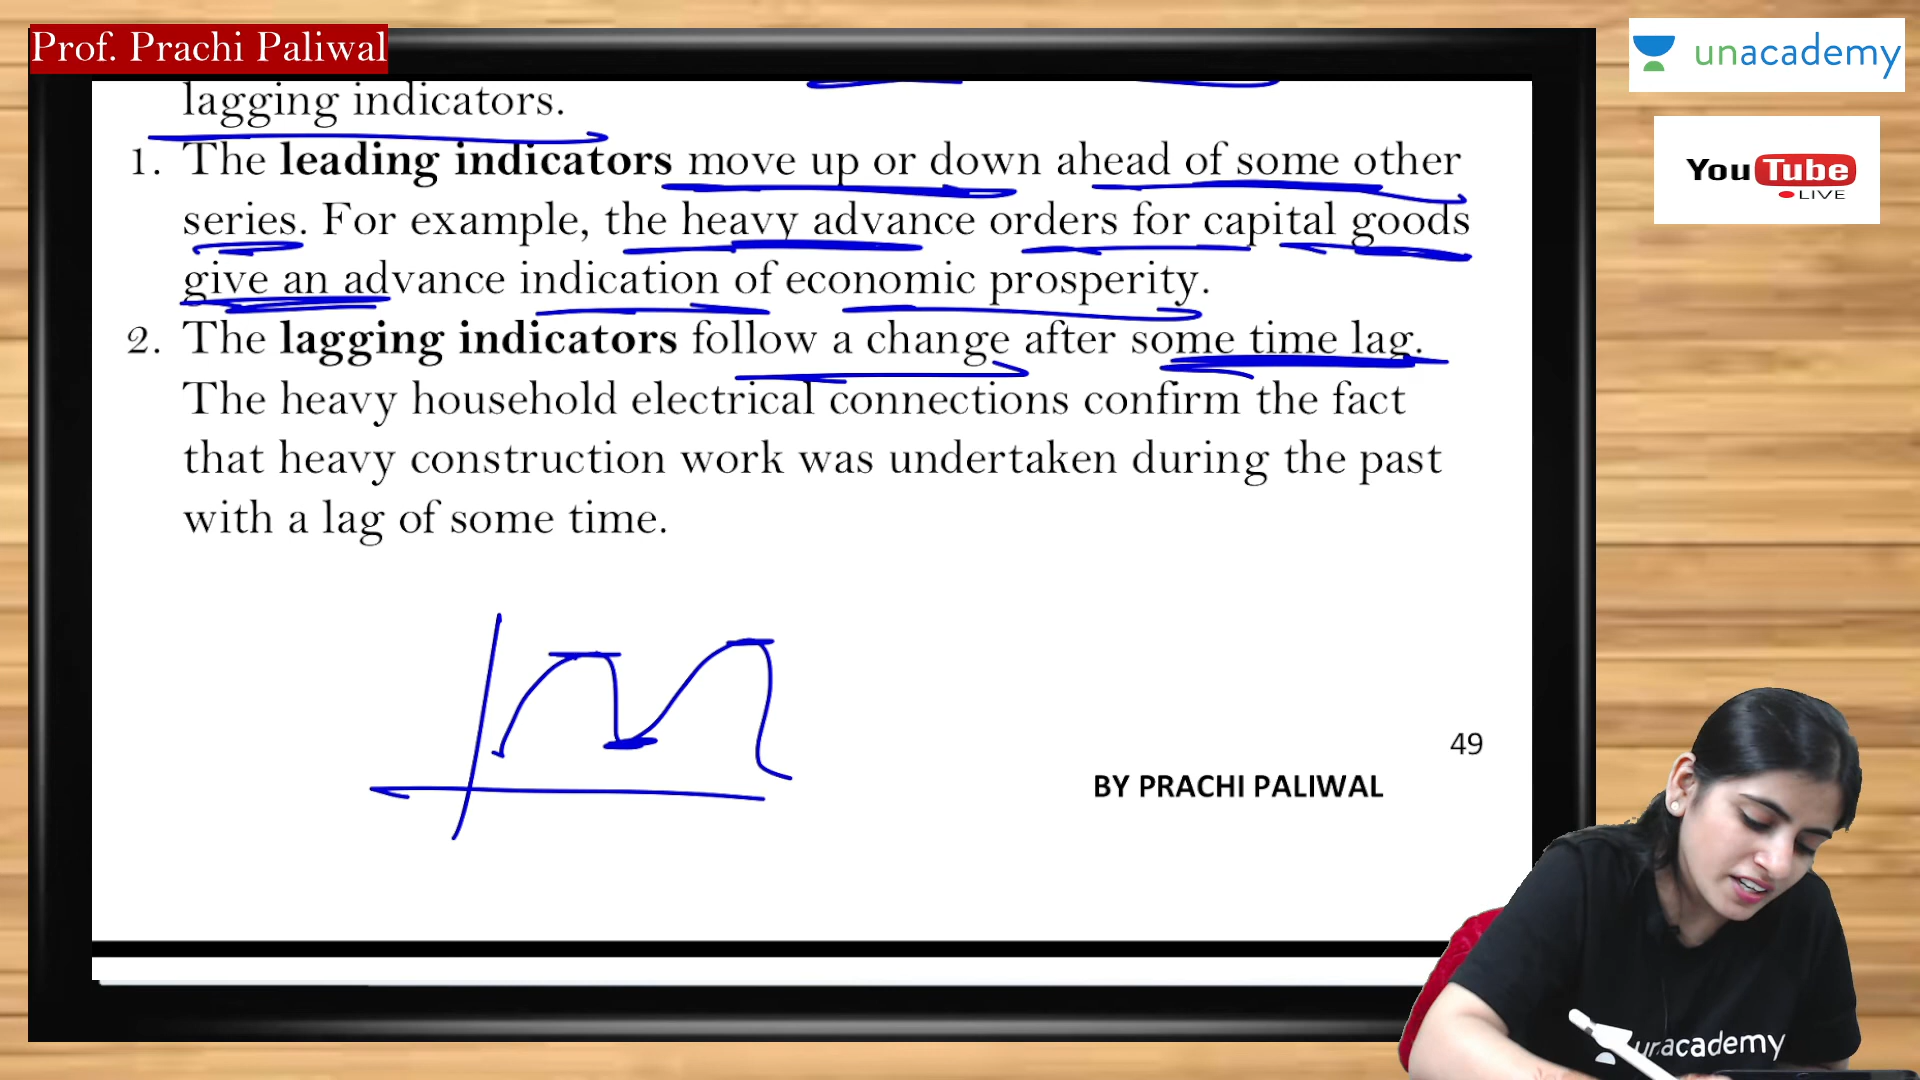 Prof. Prachi Paliwal
unacademy
YouTube
LIVE
lagging indicators.
1. The leading indicators move up or down ahead of some other
series. For example, the heavy advance orders for capital goods
give an advance indication of economic prosperity.
2. The lagging indicators follow a change after some time lag.
The heavy household electrical connections confirm the fact
that heavy construction work was undertaken during the past
with a lag of some time.
49
BY PRACHI PALIWAL
unacademy